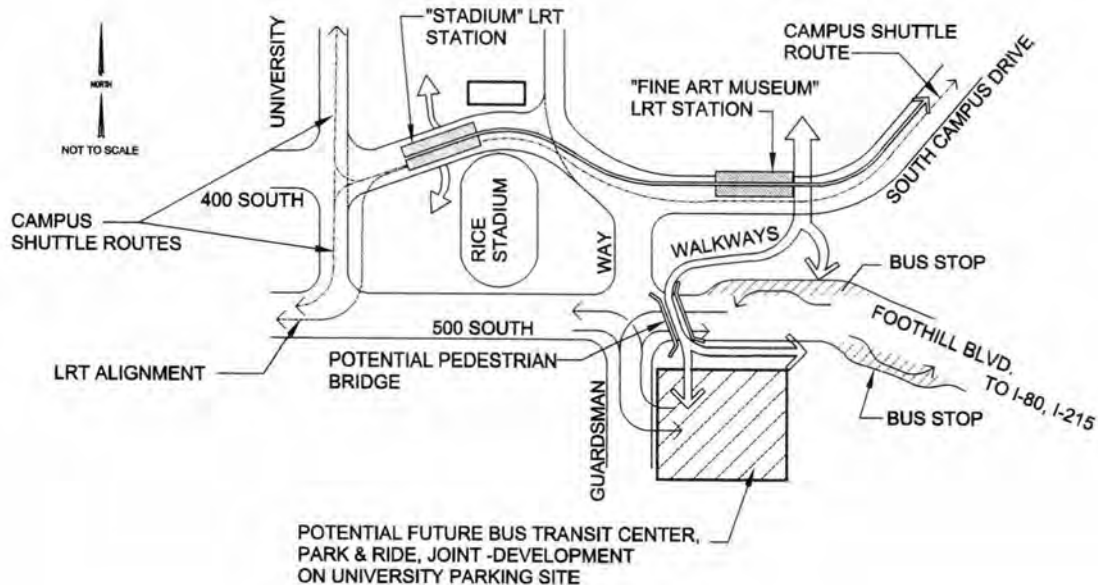 NORTH
NOT TO SCALE
UNIVERSITY
"STADIUM" LRT
STATION
CAMPUS SHUTTLE
ROUTE
"FINE ART MUSEUM"
LRT STATION
SOUTH CAMPUS DRIVE
400 SOUTH
CAMPUS
SHUTTLE ROUTES
RICE
STADIUM
WAY
WALKWAYS
BUS STOP
FOOTHILL BLVD.
TO I-80, I-215
500 SOUTH
LRT ALIGNMENT
POTENTIAL PEDESTRIAN
BRIDGE
BUS STOP
GUARDSMAN
POTENTIAL FUTURE BUS TRANSIT CENTER,
PARK & RIDE, JOINT -DEVELOPMENT
ON UNIVERSITY PARKING SITE